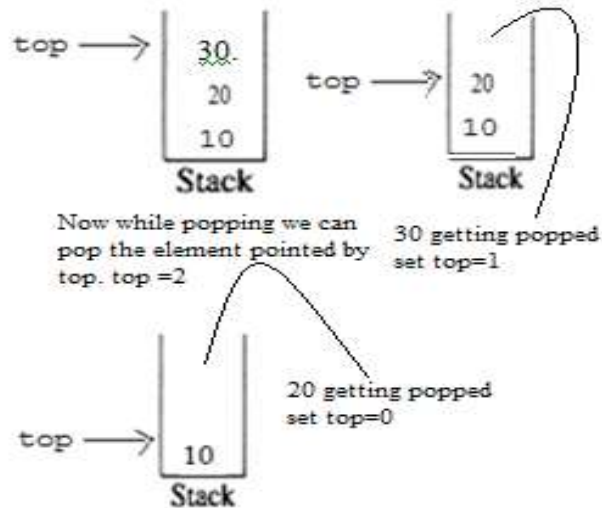 top
30
20
10
Stack
top
20
10
Stack
Now while popping we can
pop the element pointed by
top. top =2
30 getting popped
set top=1
20 getting popped
set top=0
top
10
Stack